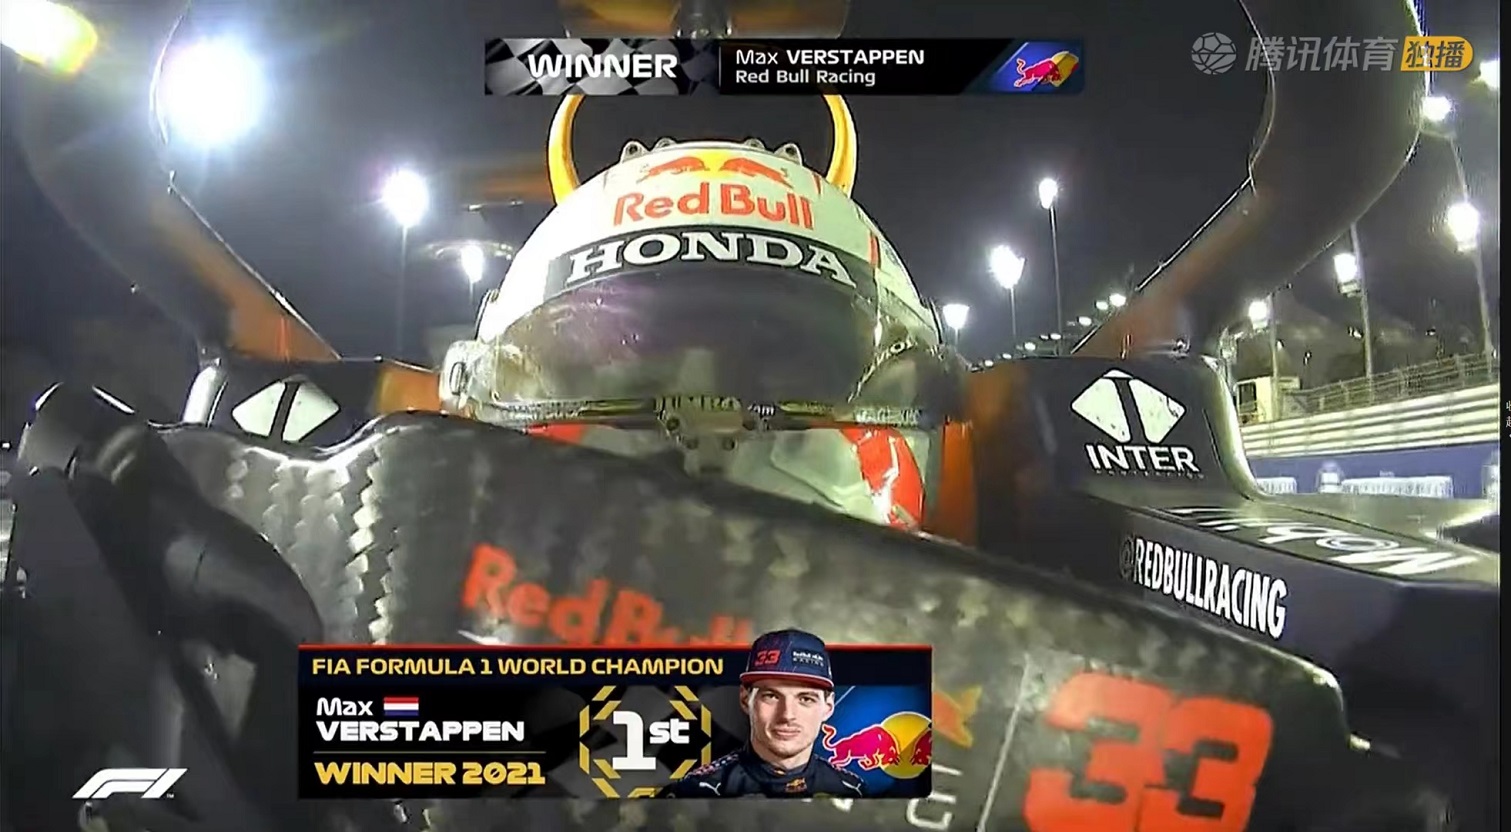 WINNER
Max VERSTAPPEN
Red Bull Racing
腾讯体育 独播
Red Bull
HONDA
INTER
@REDBULLRACING
Red Bull
FIA FORMULA 1 WORLD CHAMPION
Max
VERSTAPPEN
1st
WINNER 2021
33
33
F1
G